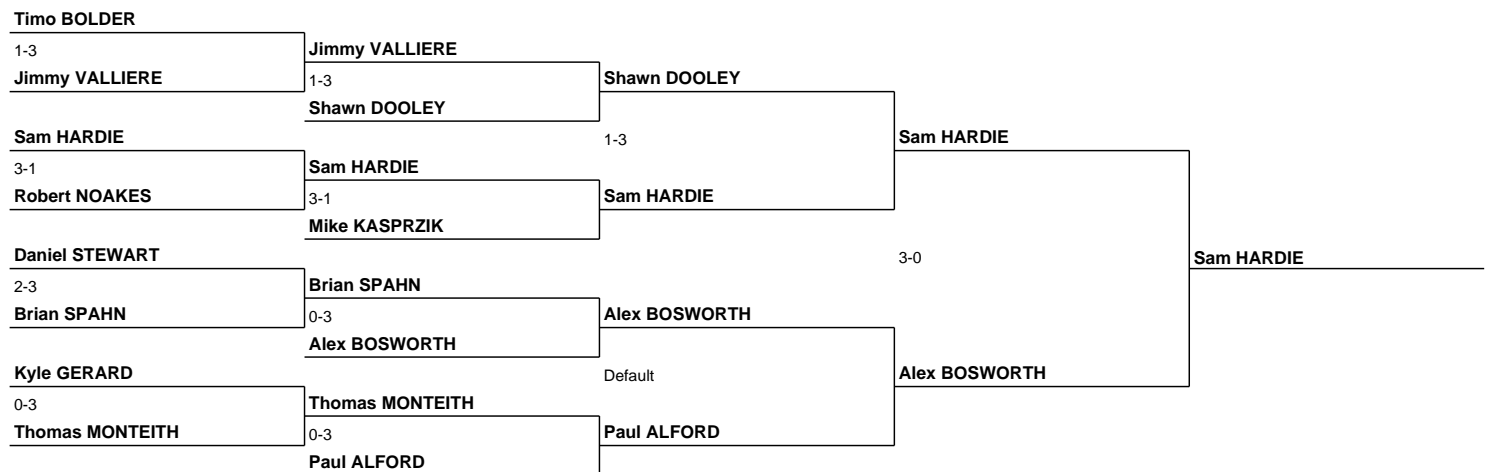 Timo BOLDER
1-3
Jimmy VALLIERE
Jimmy VALLIERE
1-3
Shawn DOOLEY
Shawn DOOLEY
1-3
Sam HARDIE
Sam HARDIE
3-1
Robert NOAKES
Sam HARDIE
3-1
Mike KASPRZIK
Sam HARDIE
Sam HARDIE
3-0
Sam HARDIE
Daniel STEWART
2-3
Brian SPAHN
Brian SPAHN
0-3
Alex BOSWORTH
Alex BOSWORTH
Default
Alex BOSWORTH
Kyle GERARD
0-3
Thomas MONTEITH
Thomas MONTEITH
0-3
Paul ALFORD
Paul ALFORD